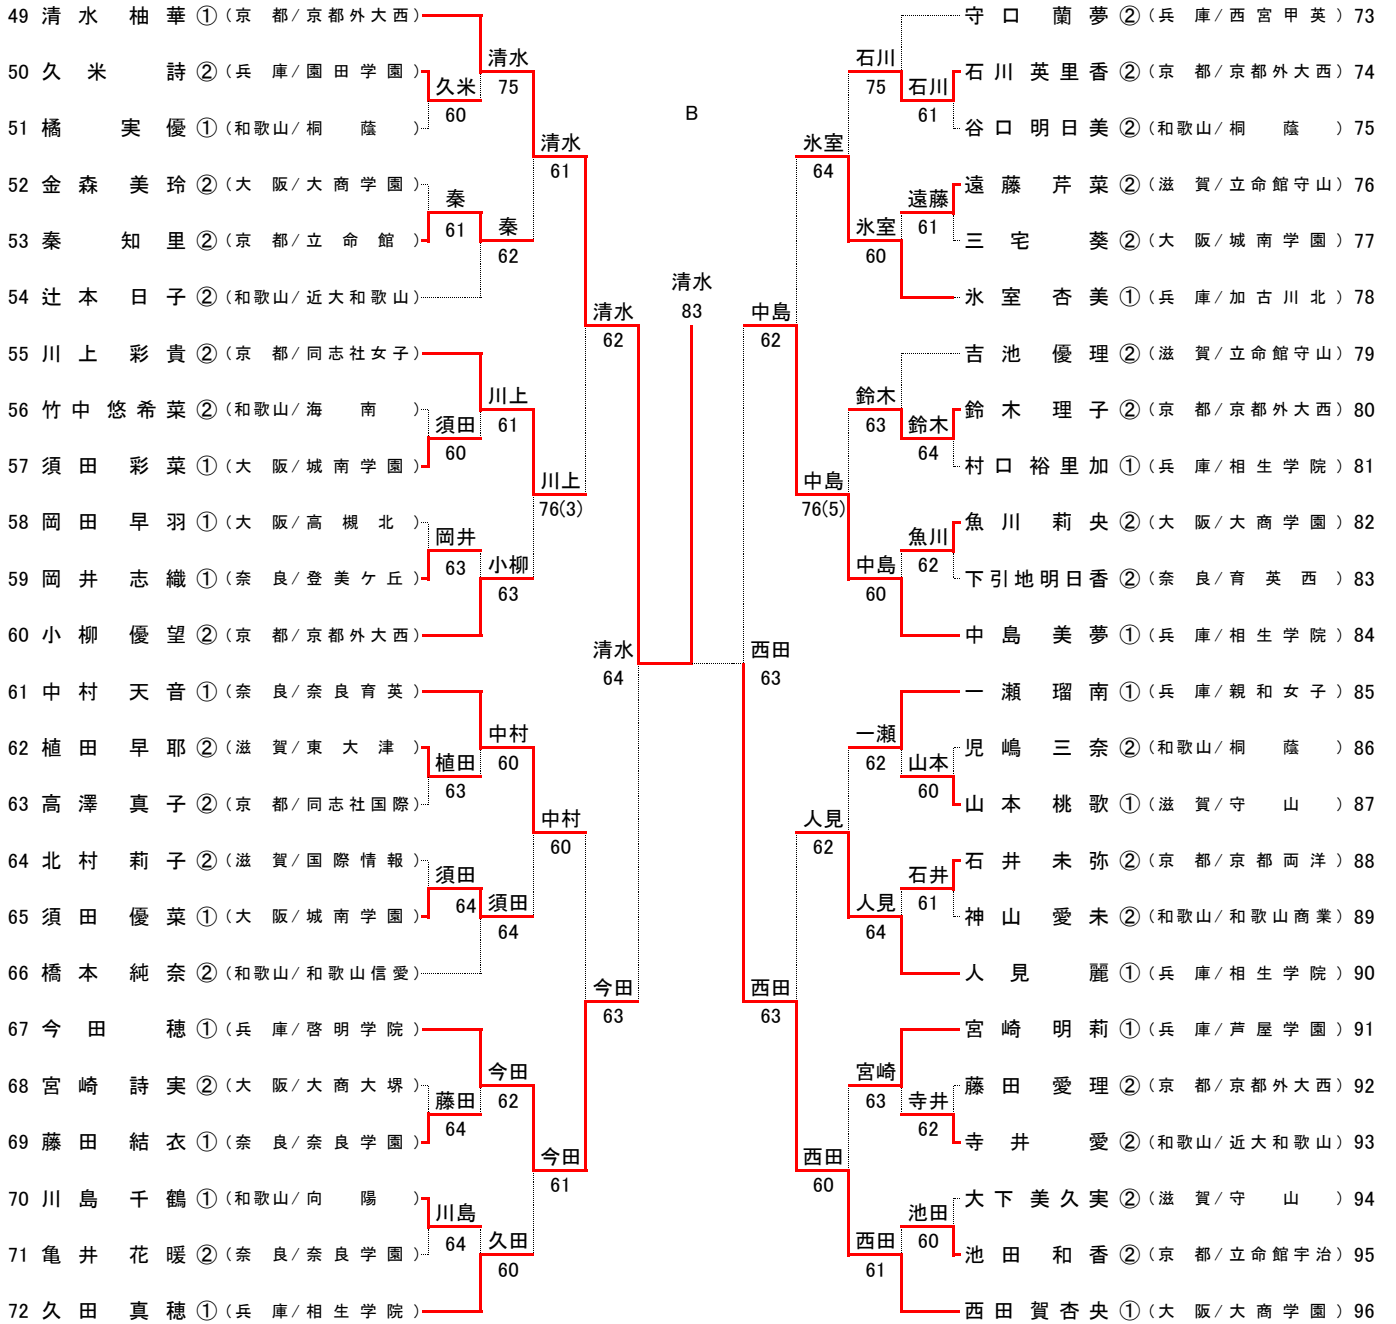 49 清水 柚華 ① (京 都/京都外大西)
50 久米 詩 ② (兵 庫/園田学園)
51 橘 実優 ① (和歌山/桐 蔭)
52 金森 美玲 ② (大 阪/大商学園)
53 秦 知里 ② (京 都/立命館)
54 辻本 日子 ② (和歌山/近大和歌山)
55 川上 彩貴 ② (京 都/同志社女子)
56 竹中 悠希菜 ② (和歌山/海 南)
57 須田 彩菜 ① (大 阪/城南学園)
58 岡田 早羽 ① (大 阪/高槻北)
59 岡井 志織 ① (奈 良/登美ケ丘)
60 小柳 優望 ② (京 都/京都外大西)
61 中村 天音 ① (奈 良/奈良育英)
62 植田 早耶 ② (滋 賀/東大津)
63 高澤 真子 ② (京 都/同志社国際)
64 北村 莉子 ② (滋 賀/国際情報)
65 須田 優菜 ① (大 阪/城南学園)
66 橋本 純奈 ② (和歌山/和歌山信愛)
67 今田 穂 ① (兵 庫/啓明学院)
68 宮崎 詩実 ② (大 阪/大商大堺)
69 藤田 結衣 ① (奈 良/奈良学園)
70 川島 千鶴 ① (和歌山/向 陽)
71 亀井 花暖 ② (奈 良/奈良学園)
72 久田 真穂 ① (兵 庫/相生学院)
久米
60
秦
61
須田
60
岡井
63
植田
63
須田
64
藤田
64
川島
64
清水
75
秦
62
川上
61
小柳
63
中村
60
須田
64
今田
62
久田
60
清水
61
川上
76(3)
中村
60
今田
61
清水
62
今田
63
清水
64
B
清水
83
西田
63
中島
62
西田
63
氷室
64
中島
76(5)
人見
62
西田
60
石川
75
氷室
60
鈴木
63
中島
60
一瀬
62
人見
64
宮崎
63
西田
61
石川
61
遠藤
61
鈴木
64
魚川
62
山本
60
石井
61
寺井
62
池田
60
守口 蘭夢 ② (兵 庫/西宮甲英) 73
石川 英里香 ② (京 都/京都外大西) 74
谷口 明日美 ② (和歌山/桐 蔭) 75
遠藤 芹菜 ② (滋 賀/立命館守山) 76
三宅 葵 ② (大 阪/城南学園) 77
氷室 杏美 ① (兵 庫/加古川北) 78
吉池 優理 ② (滋 賀/立命館守山) 79
鈴木 理子 ② (京 都/京都外大西) 80
村口 裕里加 ① (兵 庫/相生学院) 81
魚川 莉央 ② (大 阪/大商学園) 82
下引地明日香 ② (奈 良/育英西) 83
中島 美夢 ① (兵 庫/相生学院) 84
一瀬 瑠南 ① (兵 庫/親和女子) 85
児嶋 三奈 ② (和歌山/桐 蔭) 86
山本 桃歌 ① (滋 賀/守 山) 87
石井 未弥 ② (京 都/京都両洋) 88
神山 愛未 ② (和歌山/和歌山商業) 89
人見 麗 ① (兵 庫/相生学院) 90
宮崎 明莉 ① (兵 庫/芦屋学園) 91
藤田 愛理 ② (京 都/京都外大西) 92
寺井 愛 ② (和歌山/近大和歌山) 93
大下 美久実 ② (滋 賀/守 山) 94
池田 和香 ② (京 都/立命館宇治) 95
西田 賀杏央 ① (大 阪/大商学園) 96